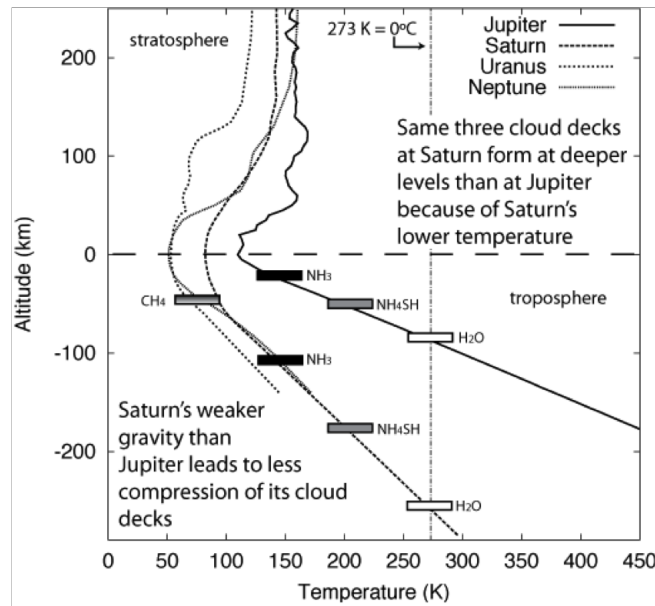 stratosphere
273 K = 0ºC
Jupiter
Saturn
Uranus
Neptune
Same three cloud decks
at Saturn form at deeper
levels than at Jupiter
because of Saturn's
lower temperature
200
100
0
-100
-200
Altitude (km)
NH3
CH4
NH4SH
troposphere
H2O
NH3
Saturn's weaker
gravity than
Jupiter leads to less
compression of its cloud
decks
NH4SH
H2O
0
50
100
150
200
250
300
350
400
450
Temperature (K)